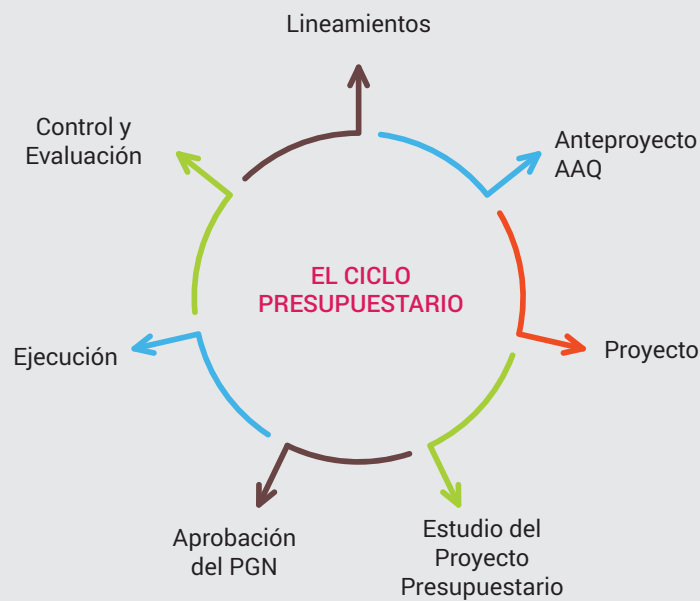 Lineamientos
Anteproyecto
AAQ
Proyecto
Estudio del
Proyecto
Presupuestario
Aprobación
del PGN
Ejecución
Control y
Evaluación
EL CICLO
PRESUPUESTARIO